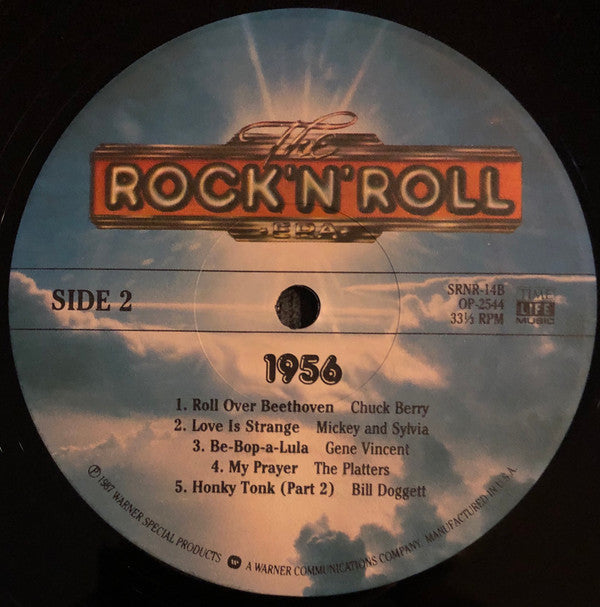 The
ROCK'N'ROLL
·ERA·
SIDE 2
SRNR-14B
OP-2544
33⅓ RPM
TIME
LIFE
MUSIC
1956
1. Roll Over Beethoven Chuck Berry
2. Love Is Strange Mickey and Sylvia
3. Be-Bop-a-Lula Gene Vincent
4. My Prayer The Platters
5. Honky Tonk (Part 2) Bill Doggett
℗ 1987 WARNER SPECIAL PRODUCTS A WARNER COMMUNICATIONS COMPANY. MANUFACTURED IN U.S.A.